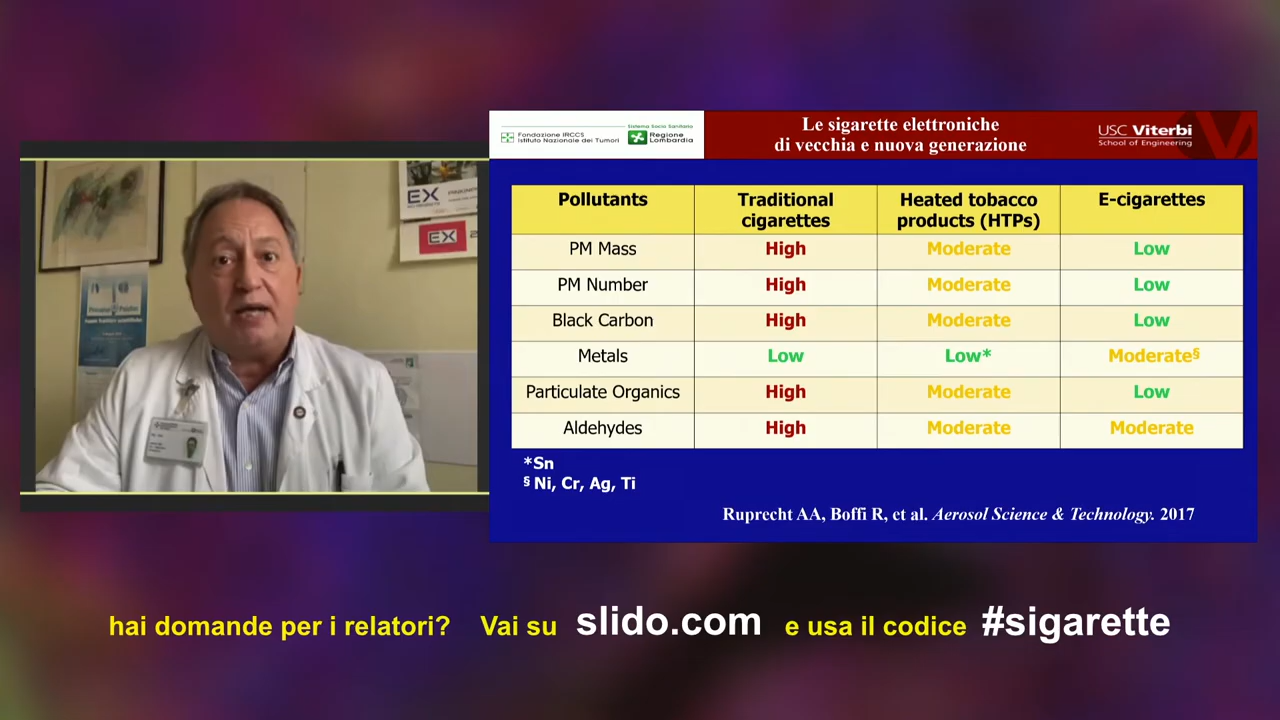 Fondazione IRCCS
Istituto Nazionale dei Tumori
Sistema Socio Sanitario
Regione
Lombardia
Le sigarette elettroniche
di vecchia e nuova generazione
USC Viterbi
School of Engineering
Pollutants Traditional cigarettes Heated tobacco products (HTPs) E-cigarettes
PM Mass High Moderate Low
PM Number High Moderate Low
Black Carbon High Moderate Low
Metals Low Low* Moderate§
Particulate Organics High Moderate Low
Aldehydes High Moderate Moderate
*Sn
§ Ni, Cr, Ag, Ti
Ruprecht AA, Boffi R, et al. Aerosol Science & Technology. 2017
EX
EX
hai domande per i relatori? Vai su slido.com e usa il codice #sigarette